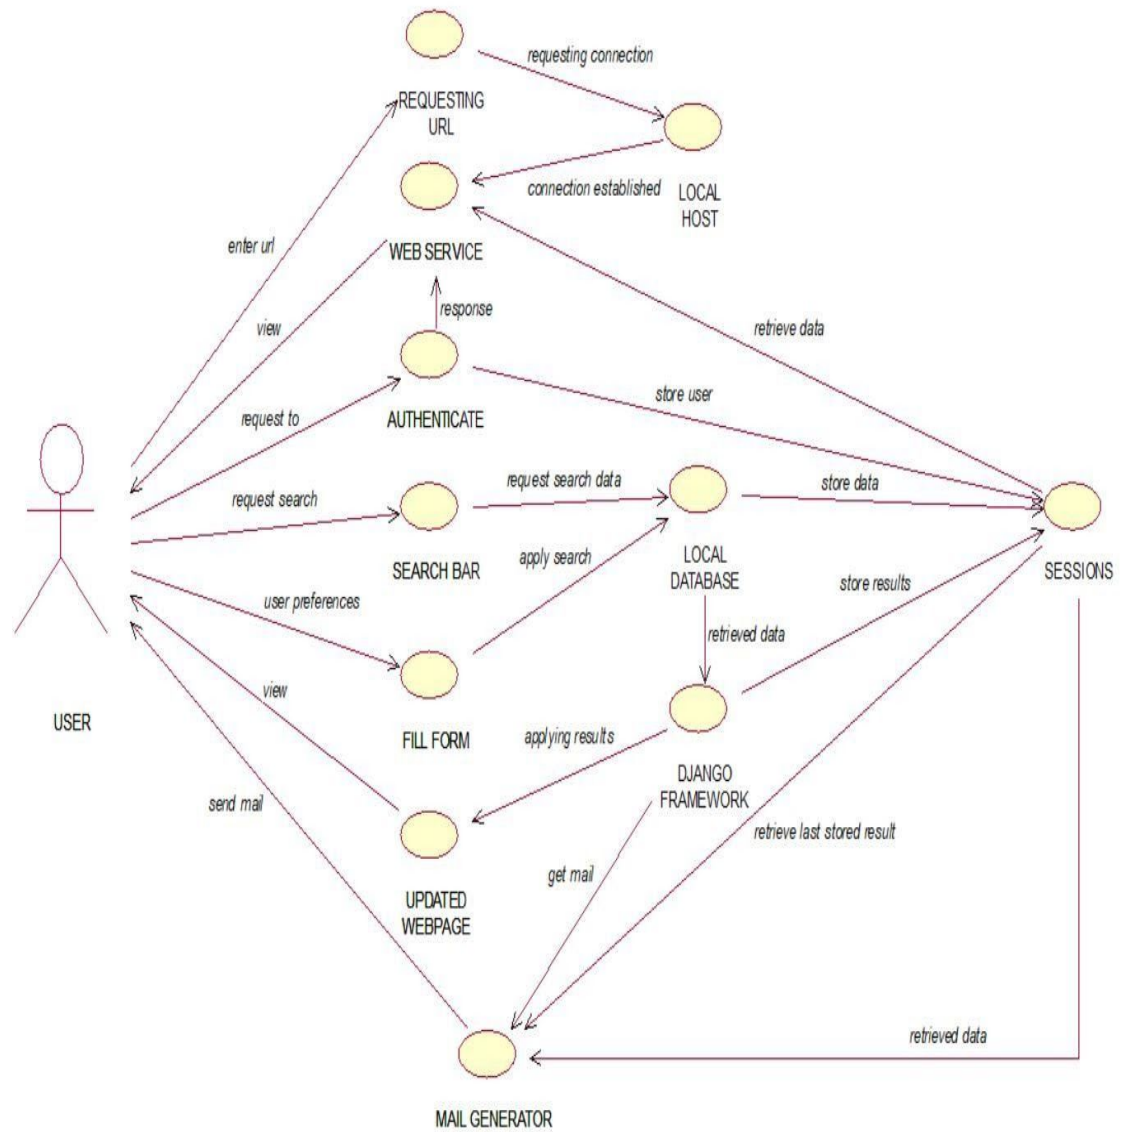 requesting connection
REQUESTING
URL
connection established
LOCAL
HOST
enter url
WEB SERVICE
response
view
retrieve data
store user
request to
AUTHENTICATE
request search
request search data
store data
SEARCH BAR
apply search
LOCAL
DATABASE
store results
SESSIONS
user preferences
retrieved data
view
USER
FILL FORM
applying results
DJANGO
FRAMEWORK
send mail
retrieve last stored result
get mail
UPDATED
WEBPAGE
retrieved data
MAIL GENERATOR